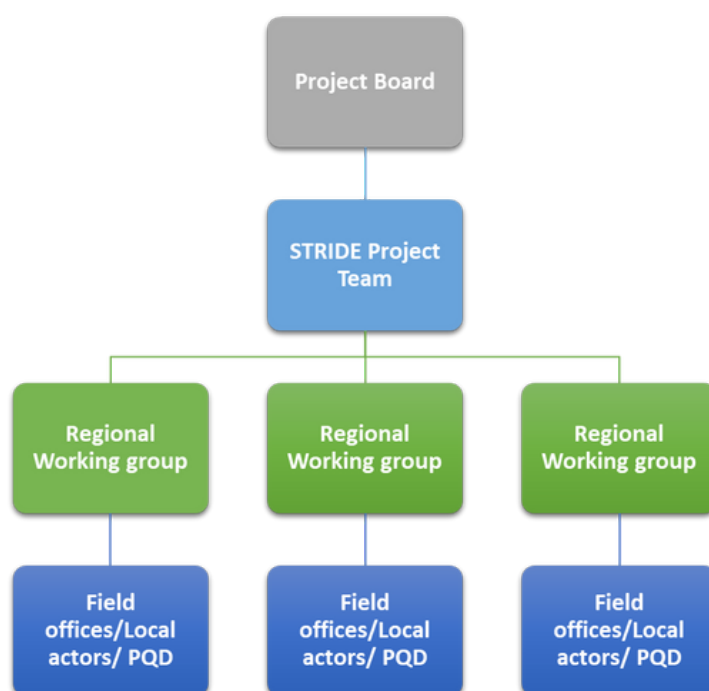 Project Board
STRIDE Project
Team
Regional
Working group
Regional
Working group
Regional
Working group
Field
offices/Local
actors/ PQD
Field
offices/Local
actors/ PQD
Field
offices/Local
actors/ PQD